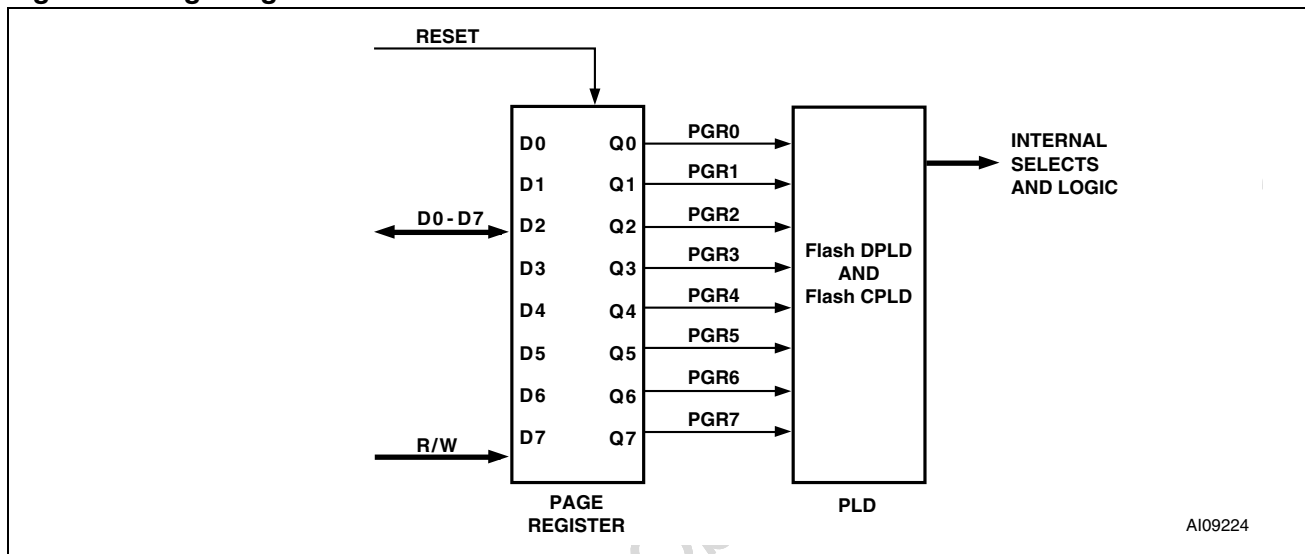 RESET
D0 Q0 PGR0
D1 Q1 PGR1
D0-D7 D2 Q2 PGR2
D3 Q3 PGR3
D4 Q4 PGR4
D5 Q5 PGR5
D6 Q6 PGR6
R/W D7 Q7 PGR7
PAGE
REGISTER
Flash DPLD
AND
Flash CPLD
PLD
INTERNAL
SELECTS
AND LOGIC
AI09224